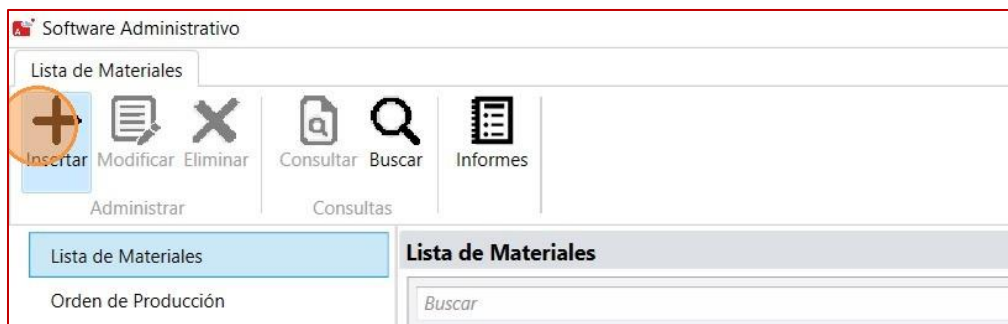 Software Administrativo
Lista de Materiales
Insertar Modificar Eliminar Consultar Buscar Informes
Administrar Consultas
Lista de Materiales Lista de Materiales
Orden de Producción Buscar